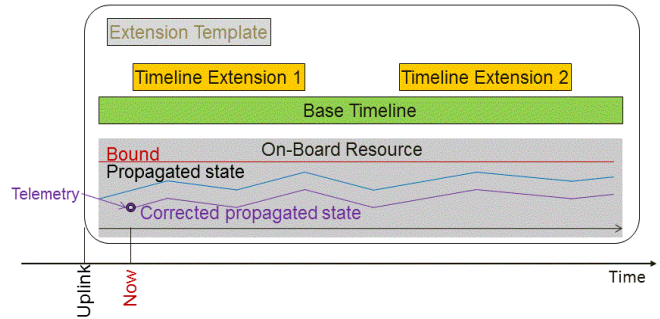 Extension Template
Timeline Extension 1
Timeline Extension 2
Base Timeline
On-Board Resource
Bound
Propagated state
Telemetry
Corrected propagated state
Uplink
Now
Time